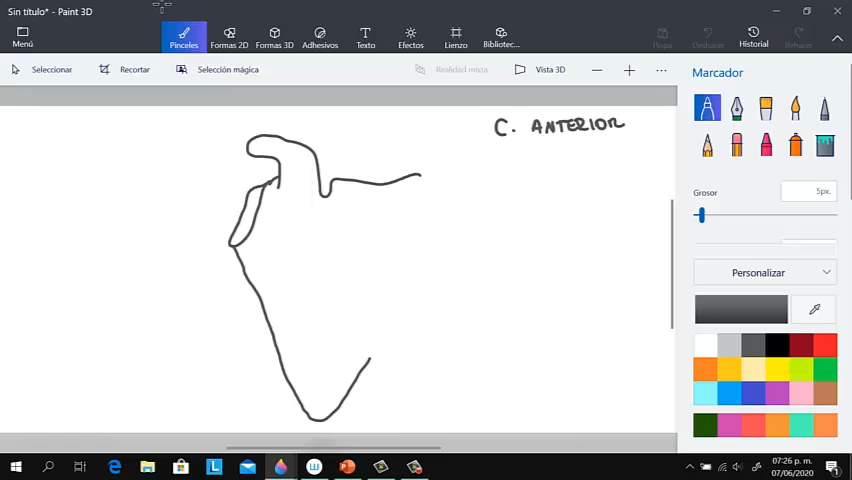 Sin título* - Paint 3D
Menú
Pinceles
Formas 2D
Formas 3D
Adhesivos
Texto
Efectos
Lienzo
Bibliotec...
Pegar
Deshacer
Historial
Rehacer
Seleccionar
Recortar
Selección mágica
Realidad mixta
Vista 3D
Marcador
C. ANTERIOR
Grosor
5px.
Personalizar
07:26 p. m.
07/06/2020